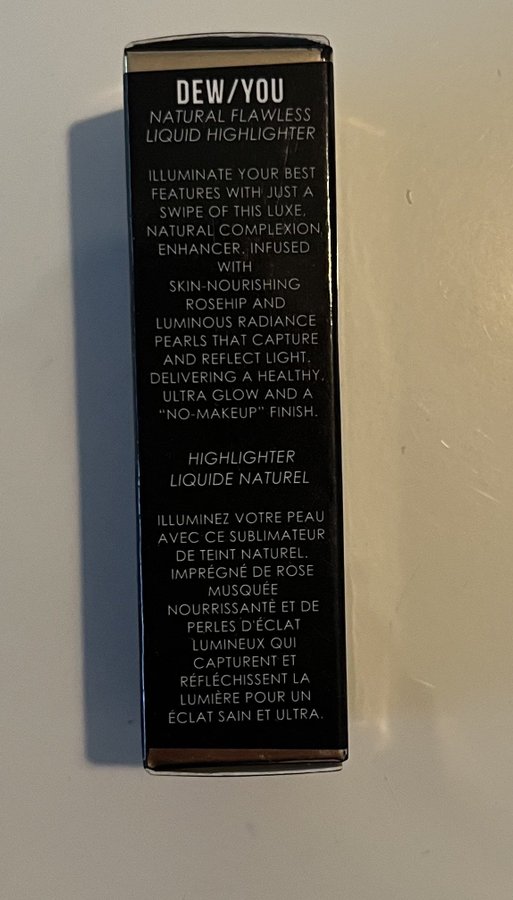 DEW/YOU
NATURAL FLAWLESS
LIQUID HIGHLIGHTER
ILLUMINATE YOUR BEST
FEATURES WITH JUST A
SWIPE OF THIS LUXE,
NATURAL COMPLEXION
ENHANCER, INFUSED
WITH
SKIN-NOURISHING
ROSEHIP AND
LUMINOUS RADIANCE
PEARLS THAT CAPTURE
AND REFLECT LIGHT,
DELIVERING A HEALTHY,
ULTRA GLOW AND A
“NO-MAKEUP” FINISH.
HIGHLIGHTER
LIQUIDE NATUREL
ILLUMINEZ VOTRE PEAU
AVEC CE SUBLIMATEUR
DE TEINT NATUREL.
IMPRÉGNÉ DE ROSE
MUSQUÉE
NOURRISSANTÈ ET DE
PERLES D'ÉCLAT
LUMINEUX QUI
CAPTURENT ET
RÉFLÉCHISSENT LA
LUMIÈRE POUR UN
ÉCLAT SAIN ET ULTRA.